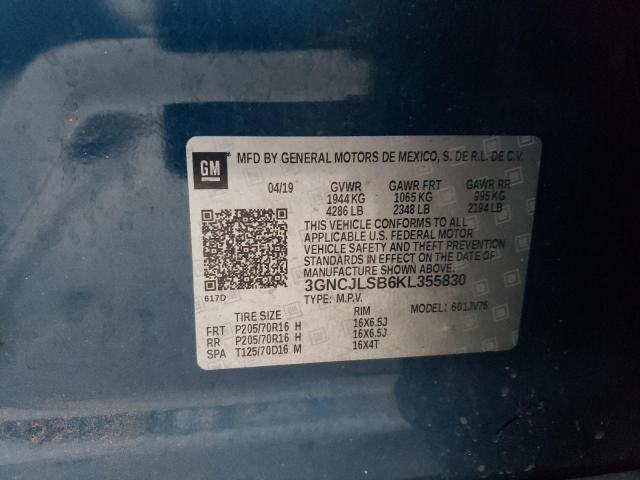 GM
MFD BY GENERAL MOTORS DE MEXICO, S. DE R.L. DE C.V.
04/19 GVWR GAWR FRT GAWR RR
1944 KG 1065 KG 995 KG
4286 LB 2348 LB 2194 LB
THIS VEHICLE CONFORMS TO ALL
APPLICABLE U.S. FEDERAL MOTOR
VEHICLE SAFETY AND THEFT PREVENTION
STANDARDS IN EFFECT ON THE DATE OF
MANUFACTURE SHOWN ABOVE.
617D
3GNCJLSB6KL355830
TYPE: M.P.V. MODEL: 601JV76
TIRE SIZE RIM
FRT P205/70R16 H 16X6.5J
RR P205/70R16 H 16X6.5J
SPA T125/70D16 M 16X4T